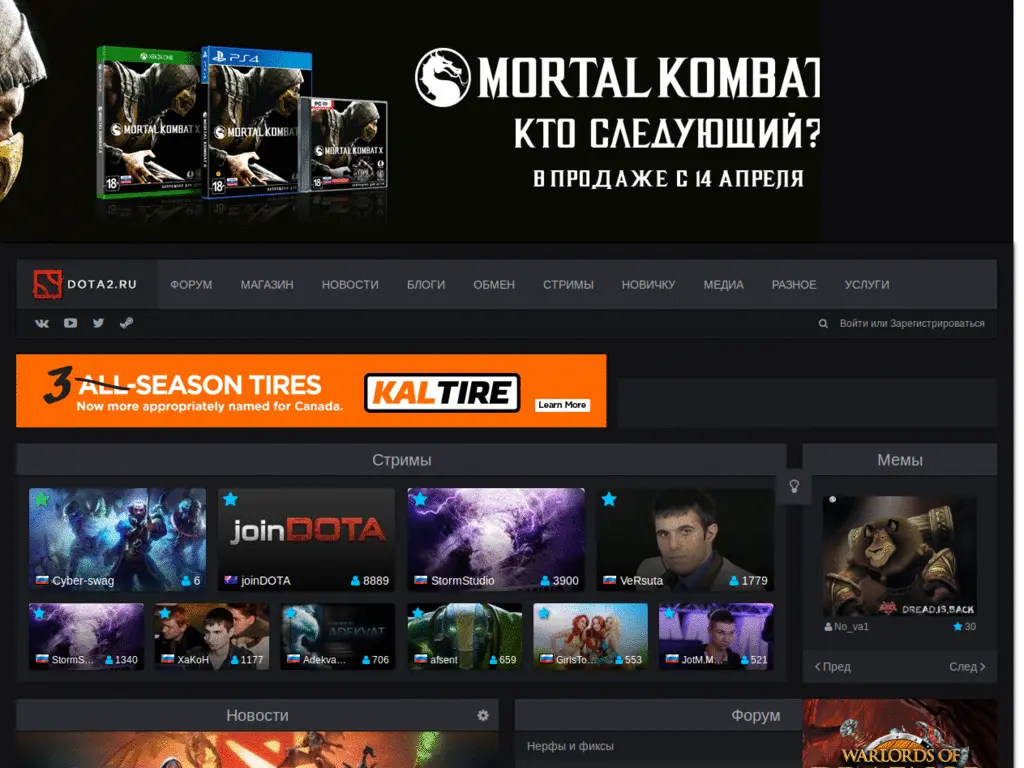 XBOX ONE
PS4
PC
MORTAL KOMBAT X
MORTAL KOMBAT X
MORTAL KOMBAT X
18+
18+
18+
MORTAL KOMBAT
КТО СЛЕДУЮЩИЙ?
В ПРОДАЖЕ С 14 АПРЕЛЯ
DOTA2.RU
ФОРУМ МАГАЗИН НОВОСТИ БЛОГИ ОБМЕН СТРИМЫ НОВИЧКУ МЕДИА РАЗНОЕ УСЛУГИ
Войти или Зарегистрироваться
3 ALL-SEASON TIRES
Now more appropriately named for Canada.
KALTIRE
Learn More
Стримы
Мемы
joinDOTA
Cyber-swag 6
joinDOTA 8889
StormStudio 3900
VeRsuta 1779
ADEKVAT
StormS... 1340
XaKoH 1177
Adekva... 706
afsent 659
GirlsTo... 553
JotM.M... 521
DREAD.IS.BACK
No_va1 30
Пред След
Новости
Форум
Нерфы и фиксы
WARLORDS OF